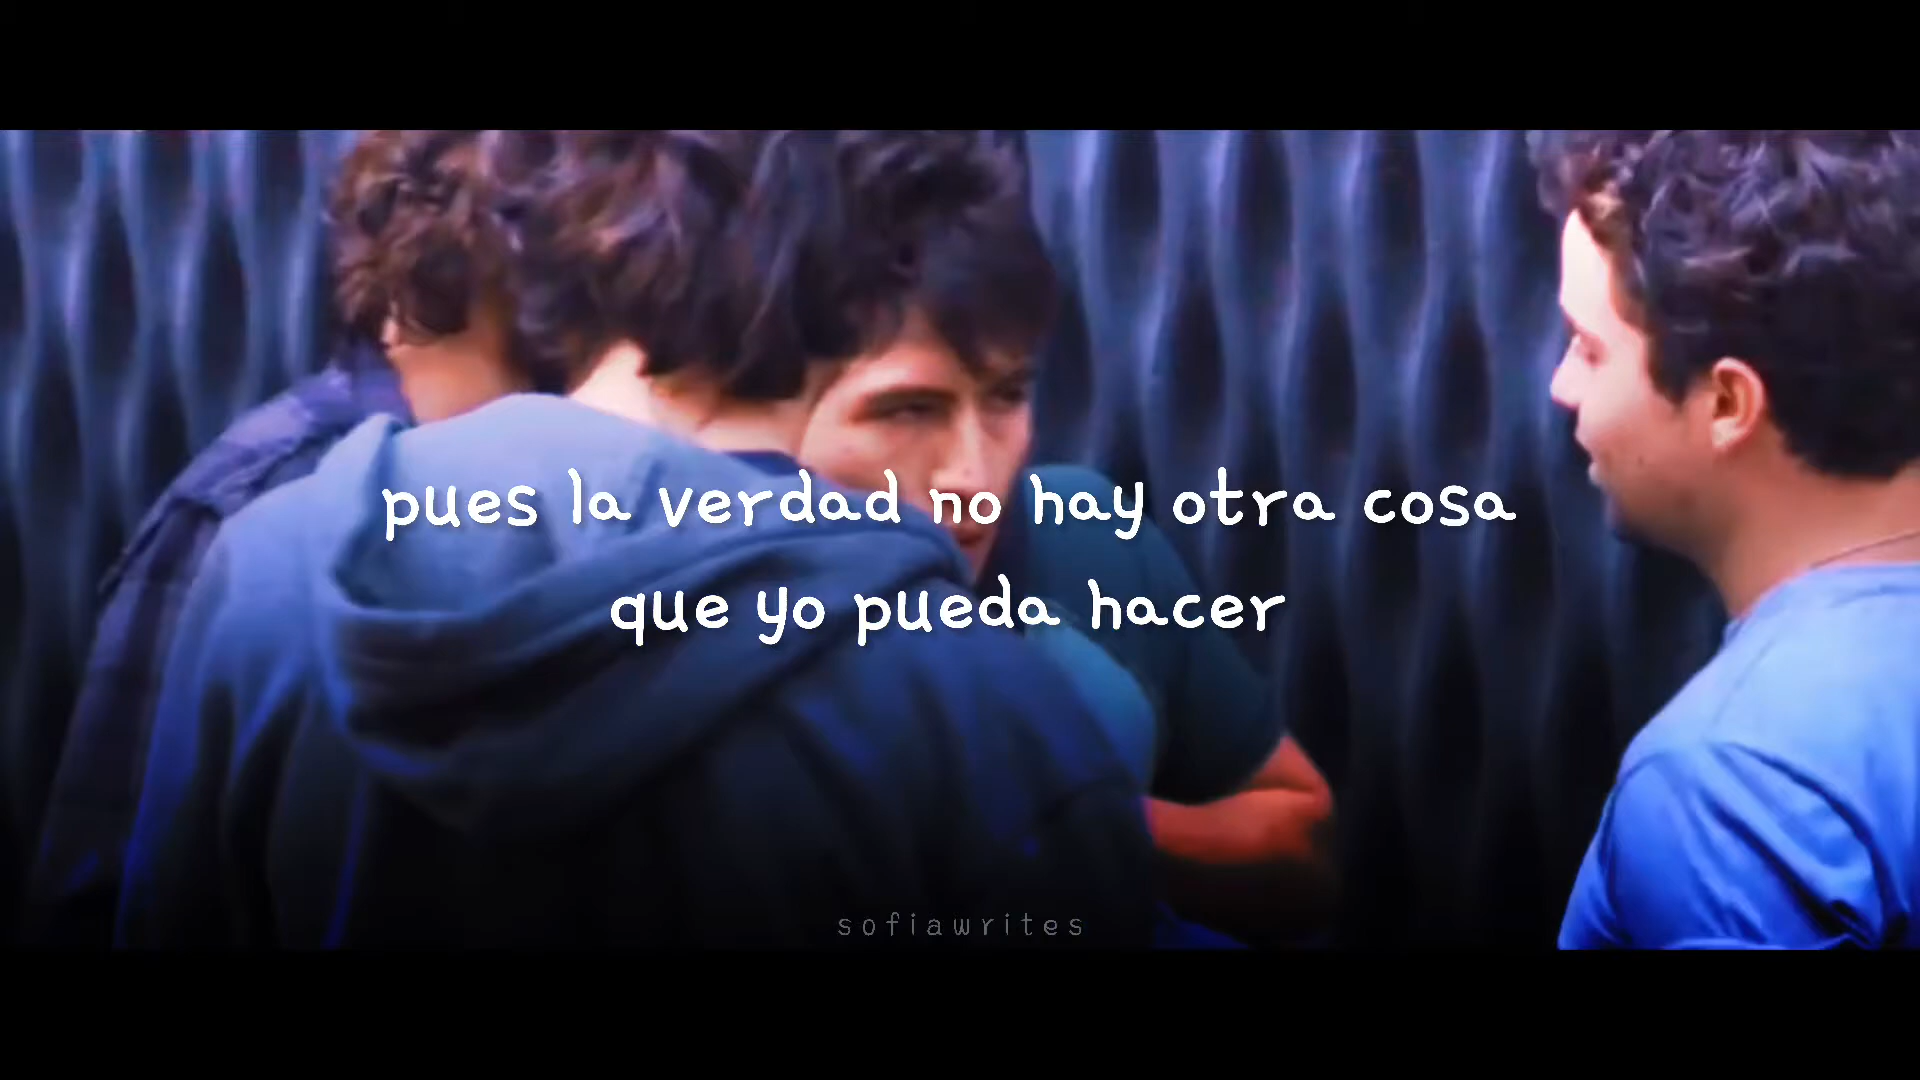 pues la verdad no hay otra cosa
que yo pueda hacer
sofiawrites